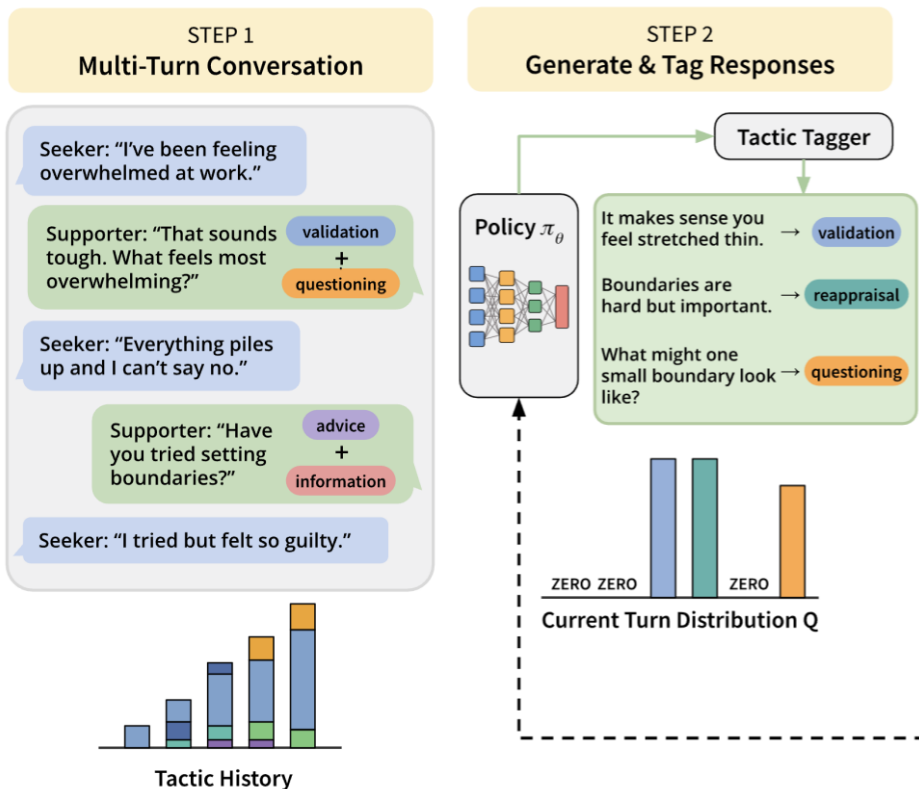 STEP 1
Multi-Turn Conversation
Seeker: “I’ve been feeling
overwhelmed at work.”
Supporter: “That sounds
tough. What feels most
overwhelming?”
validation
+
questioning
Seeker: “Everything piles
up and I can’t say no.”
Supporter: “Have
you tried setting
boundaries?”
advice
+
information
Seeker: “I tried but felt so guilty.”
Tactic History
STEP 2
Generate & Tag Responses
Tactic Tagger
Policy πθ
It makes sense you
feel stretched thin.
→ validation
Boundaries are
hard but important.
→ reappraisal
What might one
small boundary look
like?
→ questioning
ZERO ZERO ZERO
Current Turn Distribution Q